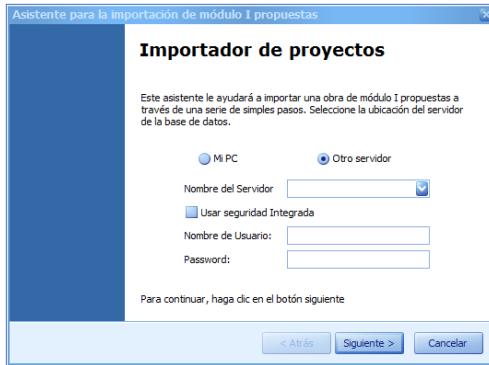 Asistente para la importación de módulo I propuestas
Importador de proyectos
Este asistente le ayudará a importar una obra de módulo I propuestas a
través de una serie de simples pasos. Seleccione la ubicación del servidor
de la base de datos.
Mi PC
Otro servidor
Nombre del Servidor
Usar seguridad Integrada
Nombre de Usuario:
Password:
Para continuar, haga clic en el botón siguiente
< Atrás
Siguiente >
Cancelar